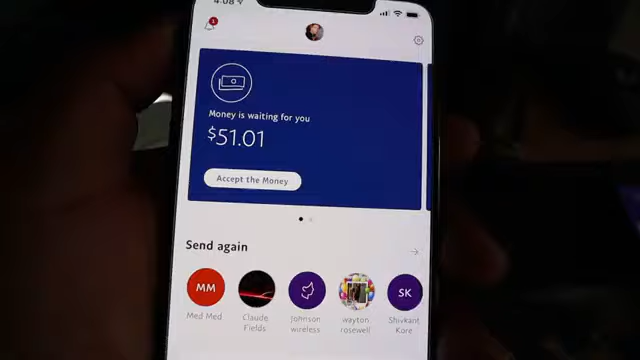 4:08
1
Money is waiting for you
$51.01
Accept the Money
Send again
MM
SK
Med Med
Claude Fields
Johnson wireless
wayton rosewell
Shivkant Kore